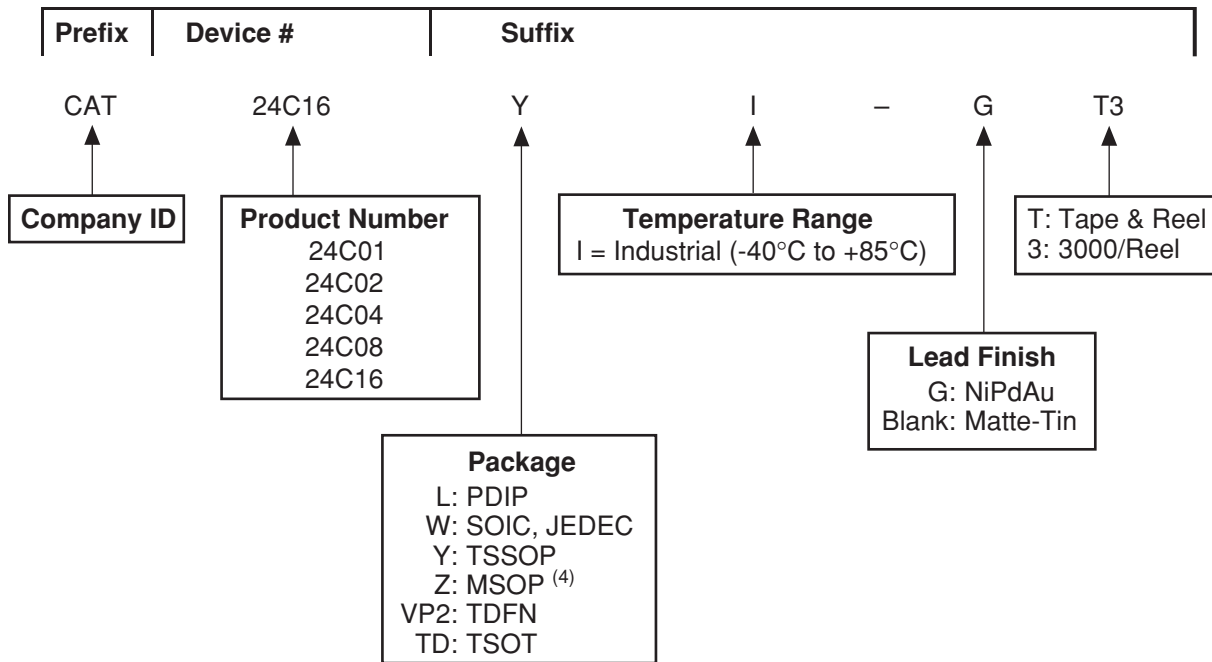 Prefix Device # Suffix
CAT 24C16 Y I – G T3
Company ID
Product Number
24C01
24C02
24C04
24C08
24C16
Temperature Range
I = Industrial (-40°C to +85°C)
T: Tape & Reel
3: 3000/Reel
Lead Finish
G: NiPdAu
Blank: Matte-Tin
Package
L: PDIP
W: SOIC, JEDEC
Y: TSSOP
Z: MSOP (4)
VP2: TDFN
TD: TSOT